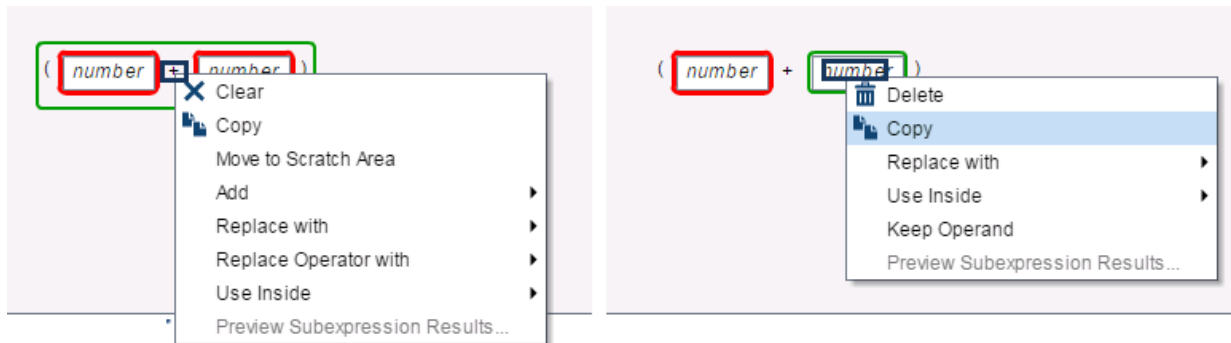 ( number + number )
Clear
Copy
Move to Scratch Area
Add
Replace with
Replace Operator with
Use Inside
Preview Subexpression Results...
( number + number )
Delete
Copy
Replace with
Use Inside
Keep Operand
Preview Subexpression Results...